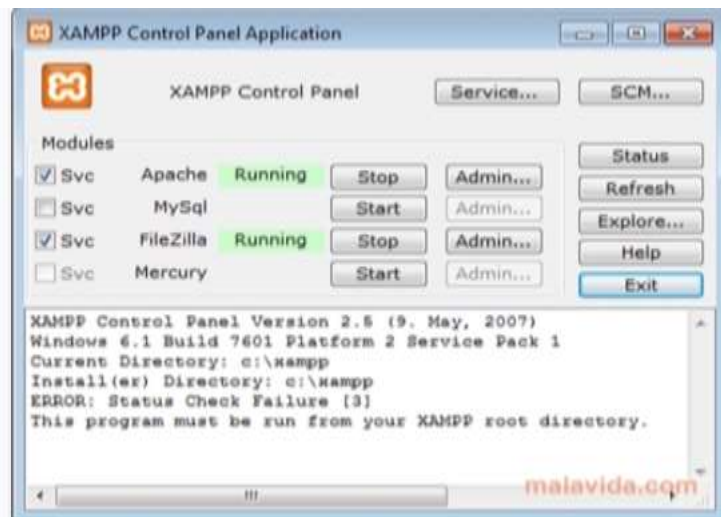 XAMPP Control Panel Application
XAMPP Control Panel Service... SCM...
Modules
Svc Apache Running Stop Admin...
Svc MySql Start Admin...
Svc FileZilla Running Stop Admin...
Svc Mercury Start Admin...
Status
Refresh
Explore...
Help
Exit
XAMPP Control Panel Version 2.5 (9. May, 2007)
Windows 6.1 Build 7601 Platform 2 Service Pack 1
Current Directory: c:\xampp
Install(er) Directory: c:\xampp
ERROR: Status Check Failure [3]
This program must be run from your XAMPP root directory.
malavida.com